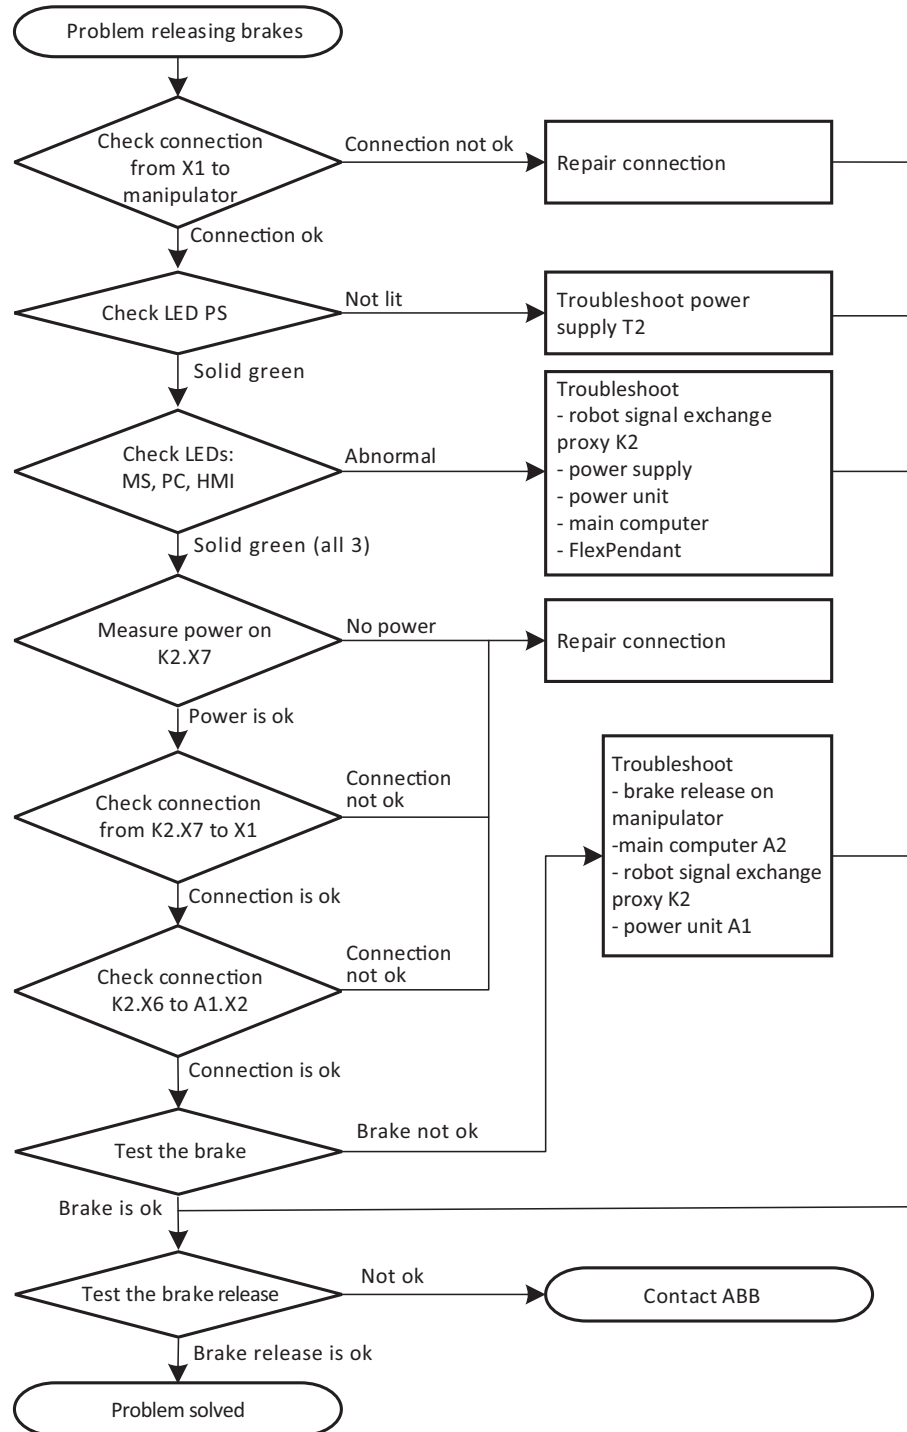 Problem releasing brakes
Check connection
from X1 to
manipulator
Connection not ok
Repair connection
Connection ok
Check LED PS
Not lit
Troubleshoot power
supply T2
Solid green
Check LEDs:
MS, PC, HMI
Abnormal
Troubleshoot
- robot signal exchange
proxy K2
- power supply
- power unit
- main computer
- FlexPendant
Solid green (all 3)
Measure power on
K2.X7
No power
Repair connection
Power is ok
Check connection
from K2.X7 to X1
Connection
not ok
Troubleshoot
- brake release on
manipulator
-main computer A2
- robot signal exchange
proxy K2
- power unit A1
Connection is ok
Check connection
K2.X6 to A1.X2
Connection
not ok
Connection is ok
Test the brake
Brake not ok
Brake is ok
Test the brake release
Not ok
Contact ABB
Brake release is ok
Problem solved